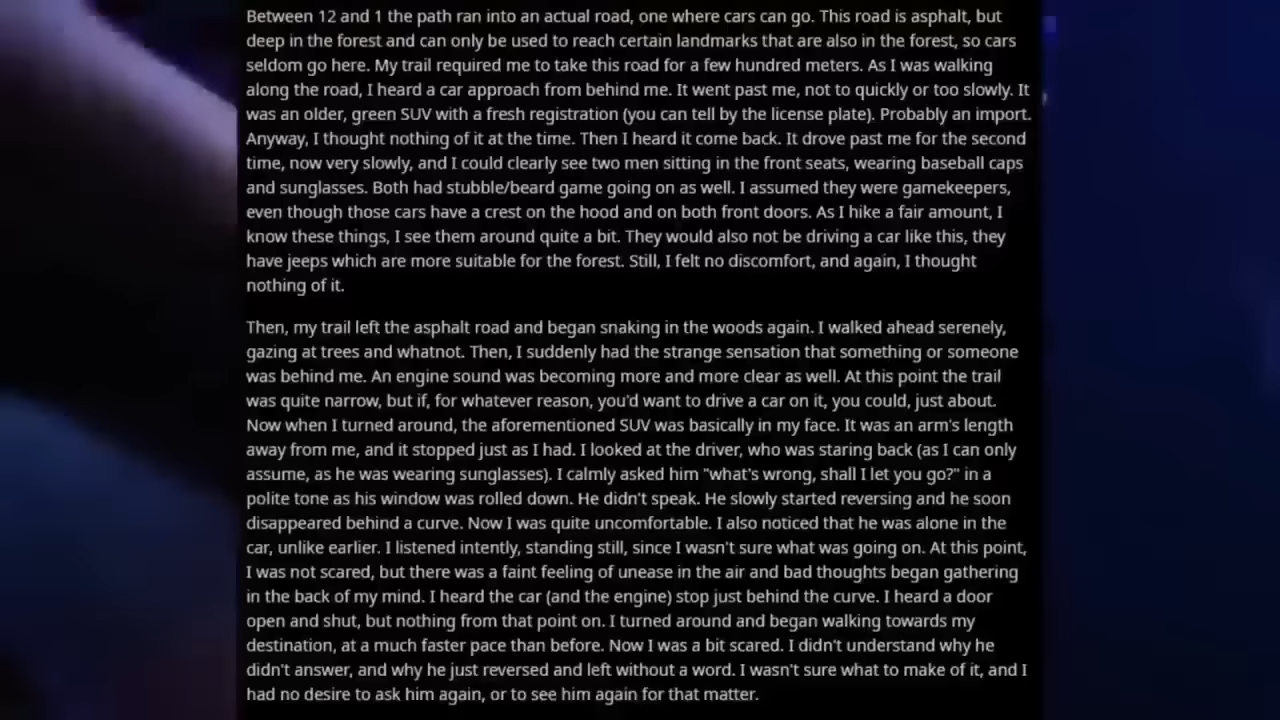 Between 12 and 1 the path ran into an actual road, one where cars can go. This road is asphalt, but
deep in the forest and can only be used to reach certain landmarks that are also in the forest, so cars
seldom go here. My trail required me to take this road for a few hundred meters. As I was walking
along the road, I heard a car approach from behind me. It went past me, not to quickly or too slowly. It
was an older, green SUV with a fresh registration (you can tell by the license plate). Probably an import.
Anyway, I thought nothing of it at the time. Then I heard it come back. It drove past me for the second
time, now very slowly, and I could clearly see two men sitting in the front seats, wearing baseball caps
and sunglasses. Both had stubble/beard game going on as well. I assumed they were gamekeepers,
even though those cars have a crest on the hood and on both front doors. As I hike a fair amount, I
know these things, I see them around quite a bit. They would also not be driving a car like this, they
have jeeps which are more suitable for the forest. Still, I felt no discomfort, and again, I thought
nothing of it.
Then, my trail left the asphalt road and began snaking in the woods again. I walked ahead serenely,
gazing at trees and whatnot. Then, I suddenly had the strange sensation that something or someone
was behind me. An engine sound was becoming more and more clear as well. At this point the trail
was quite narrow, but if, for whatever reason, you'd want to drive a car on it, you could, just about.
Now when I turned around, the aforementioned SUV was basically in my face. It was an arm's length
away from me, and it stopped just as I had. I looked at the driver, who was staring back (as I can only
assume, as he was wearing sunglasses). I calmly asked him "what's wrong, shall I let you go?" in a
polite tone as his window was rolled down. He didn't speak. He slowly started reversing and he soon
disappeared behind a curve. Now I was quite uncomfortable. I also noticed that he was alone in the
car, unlike earlier. I listened intently, standing still, since I wasn't sure what was going on. At this point,
I was not scared, but there was a faint feeling of unease in the air and bad thoughts began gathering
in the back of my mind. I heard the car (and the engine) stop just behind the curve. I heard a door
open and shut, but nothing from that point on. I turned around and began walking towards my
destination, at a much faster pace than before. Now I was a bit scared. I didn't understand why he
didn't answer, and why he just reversed and left without a word. I wasn't sure what to make of it, and I
had no desire to ask him again, or to see him again for that matter.